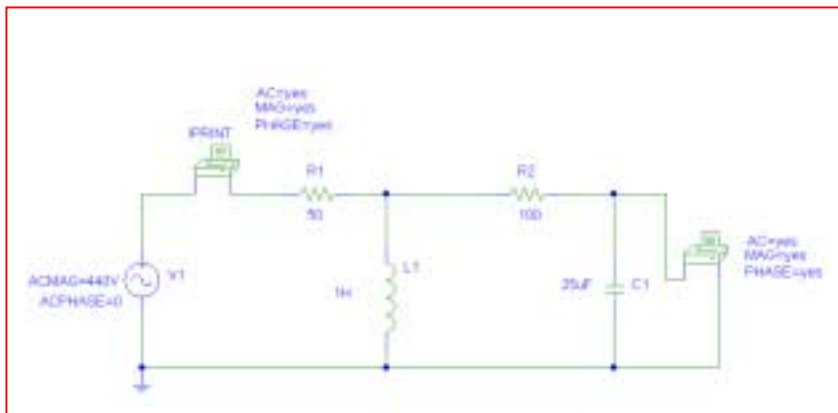 AC=yes
MAG=yes
PHASE=yes
IPRINT
R1
50
R2
100
ACMAG=440V
ACPHASE=0
V1
1H
L1
25uF
C1
AC=yes
MAG=yes
PHASE=yes